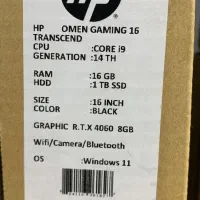 hp
HP OMEN GAMING 16
TRANSCEND
CPU :CORE i9
GENERATION :14 TH
RAM :16 GB
HDD :1 TB SSD
SIZE :16 INCH
COLOR :BLACK
GRAPHIC R.T.X 4060 8GB
Wifi/Camera/Bluetooth
OS :Windows 11